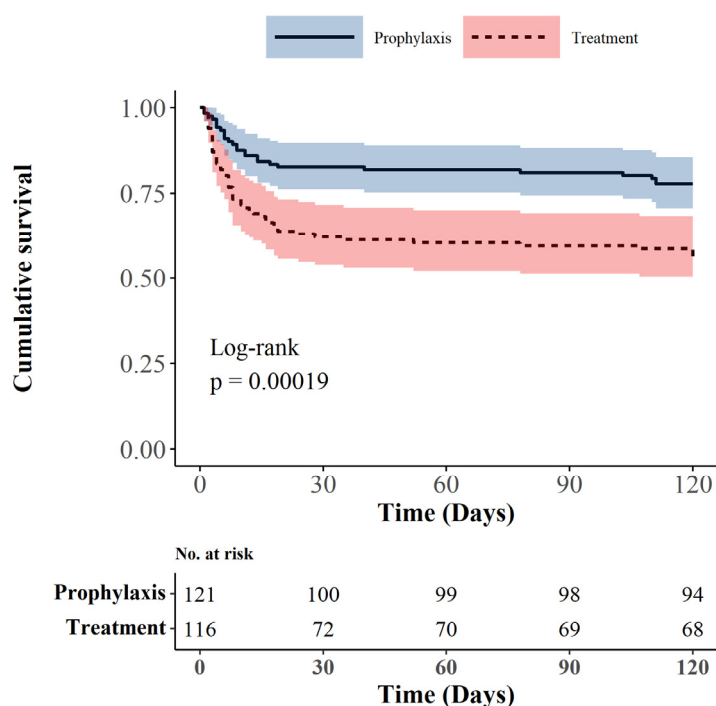 Prophylaxis Treatment
1.00
0.75
0.50
0.25
0.00
Cumulative survival
Log-rank
p = 0.00019
0 30 60 90 120
Time (Days)
No. at risk
Prophylaxis 121 100 99 98 94
Treatment 116 72 70 69 68
0 30 60 90 120
Time (Days)